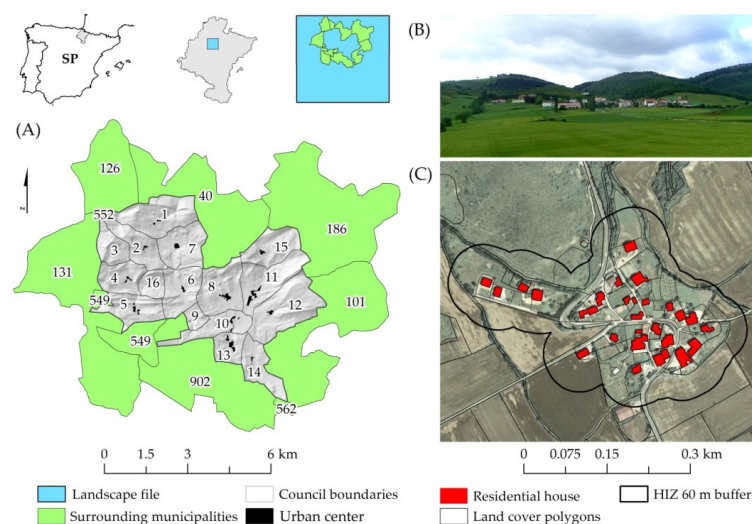 SP
(B)
(A)
126
40
552
1
186
3
2
7
15
131
4
16
6
8
11
549
5
12
101
9
10
549
13
14
902
562
z
(C)
0 1.5 3 6 km
0 0.075 0.15 0.3 km
Landscape file
Council boundaries
Surrounding municipalities
Urban center
Residential house
HIZ 60 m buffer
Land cover polygons